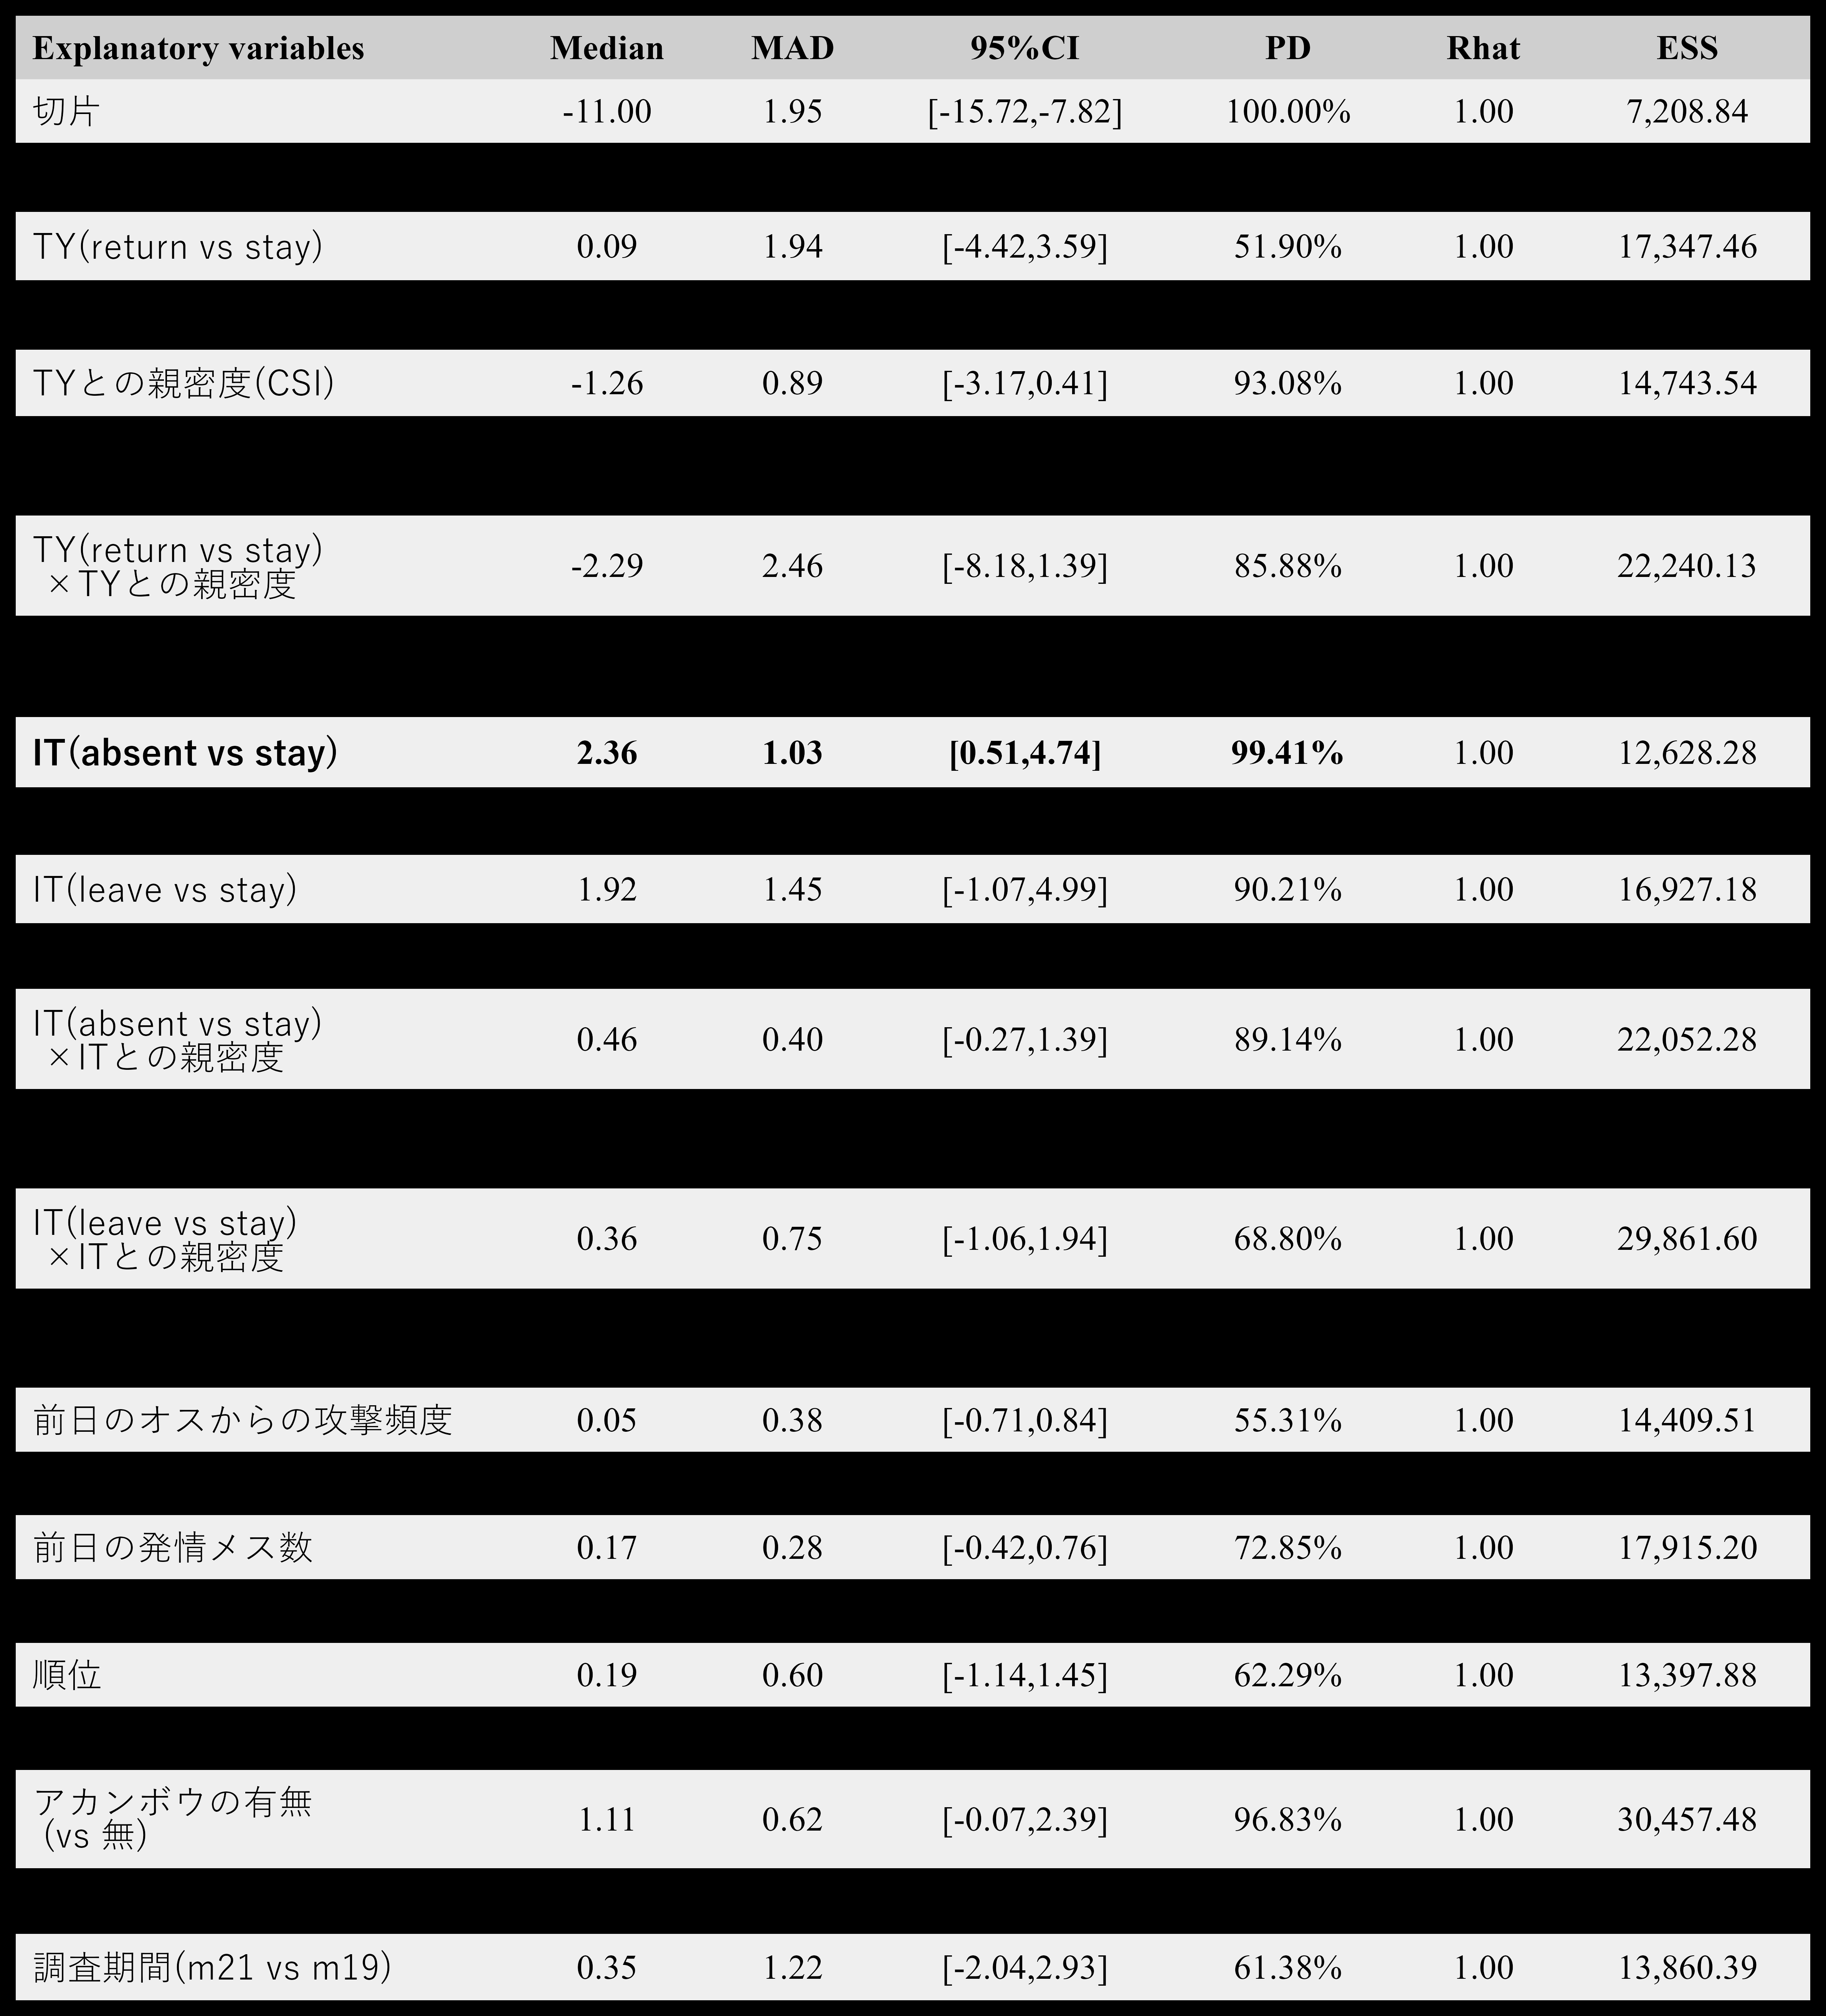 Explanatory variables Median MAD 95%CI PD Rhat ESS
切片 -11.00 1.95 [-15.72,-7.82] 100.00% 1.00 7,208.84
TY(return vs stay) 0.09 1.94 [-4.42,3.59] 51.90% 1.00 17,347.46
TYとの親密度(CSI) -1.26 0.89 [-3.17,0.41] 93.08% 1.00 14,743.54
TY(return vs stay)
×TYとの親密度 -2.29 2.46 [-8.18,1.39] 85.88% 1.00 22,240.13
IT(absent vs stay) 2.36 1.03 [0.51,4.74] 99.41% 1.00 12,628.28
IT(leave vs stay) 1.92 1.45 [-1.07,4.99] 90.21% 1.00 16,927.18
IT(absent vs stay)
×ITとの親密度 0.46 0.40 [-0.27,1.39] 89.14% 1.00 22,052.28
IT(leave vs stay)
×ITとの親密度 0.36 0.75 [-1.06,1.94] 68.80% 1.00 29,861.60
前日のオスからの攻撃頻度 0.05 0.38 [-0.71,0.84] 55.31% 1.00 14,409.51
前日の発情メス数 0.17 0.28 [-0.42,0.76] 72.85% 1.00 17,915.20
順位 0.19 0.60 [-1.14,1.45] 62.29% 1.00 13,397.88
アカンボウの有無
(vs 無) 1.11 0.62 [-0.07,2.39] 96.83% 1.00 30,457.48
調査期間(m21 vs m19) 0.35 1.22 [-2.04,2.93] 61.38% 1.00 13,860.39